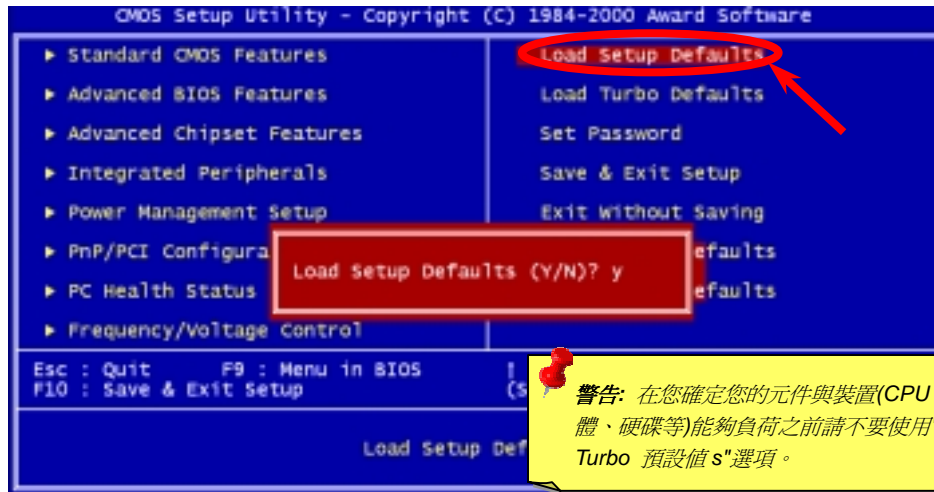 CMOS Setup Utility - Copyright (C) 1984-2000 Award Software
▶ Standard CMOS Features
▶ Advanced BIOS Features
▶ Advanced Chipset Features
▶ Integrated Peripherals
▶ Power Management Setup
▶ PnP/PCI Configura
▶ PC Health Status
▶ Frequency/Voltage Control
Load Setup Defaults
Load Turbo Defaults
Set Password
Save & Exit Setup
Exit Without Saving
efaults
efaults
Load Setup Defaults (Y/N)? y
Esc : Quit F9 : Menu in BIOS
F10 : Save & Exit Setup (S
Load Setup Def
警告: 在您確定您的元件與裝置(CPU
體、硬碟等)能夠負荷之前請不要使用
Turbo 預設值 s"選項。